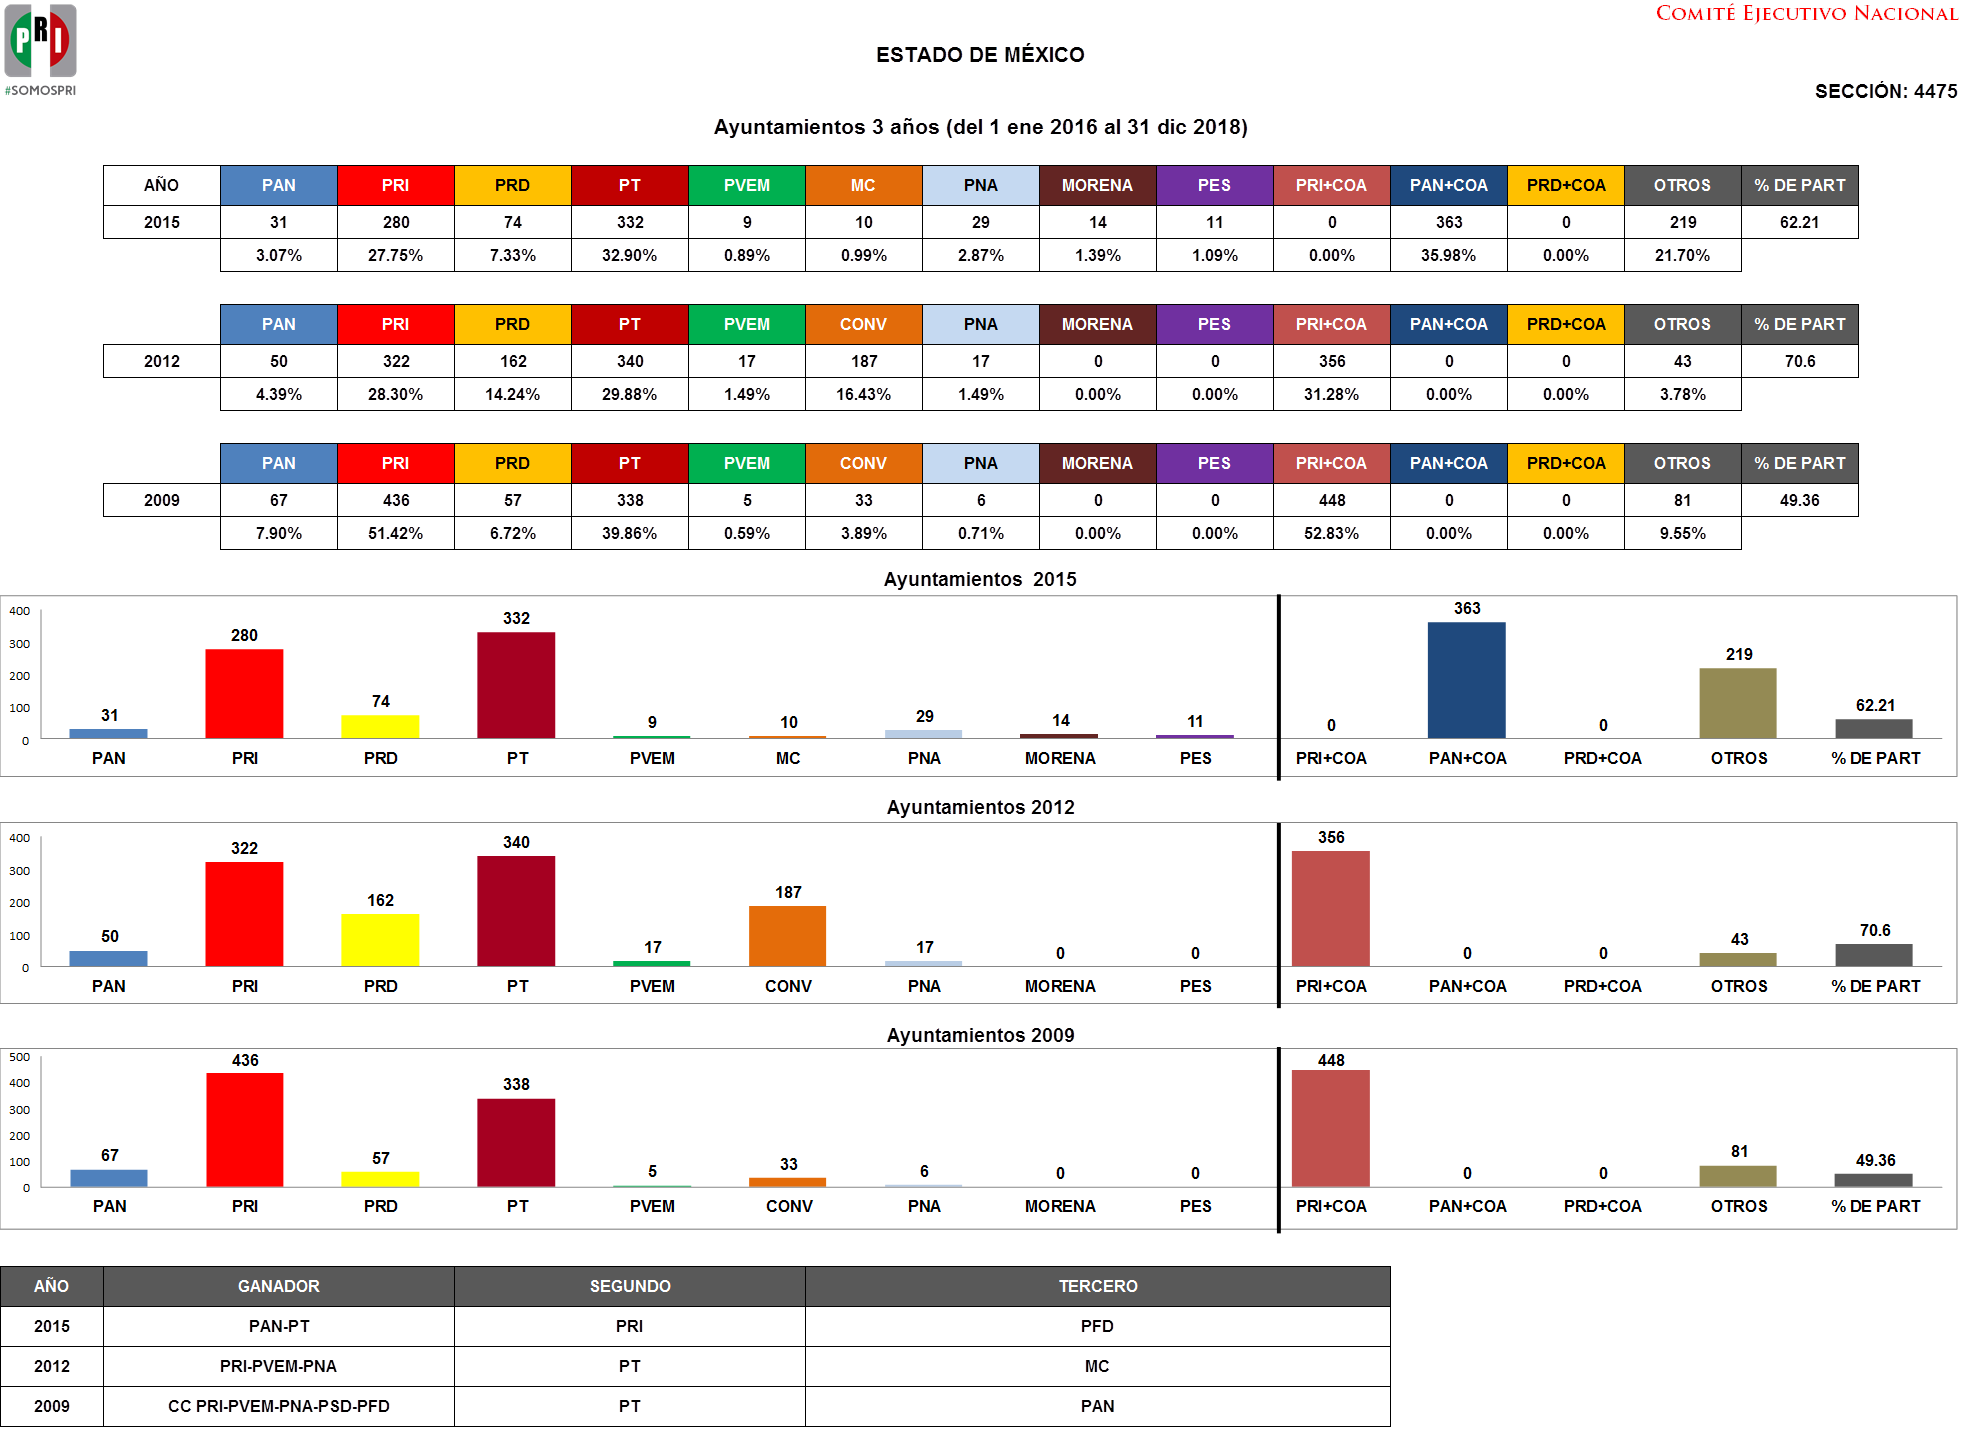 PRI
#SOMOSPRI
COMITÉ EJECUTIVO NACIONAL
ESTADO DE MÉXICO
SECCIÓN: 4475
Ayuntamientos 3 años (del 1 ene 2016 al 31 dic 2018)
AÑO PAN PRI PRD PT PVEM MC PNA MORENA PES PRI+COA PAN+COA PRD+COA OTROS % DE PART
2015 31 280 74 332 9 10 29 14 11 0 363 0 219 62.21
3.07% 27.75% 7.33% 32.90% 0.89% 0.99% 2.87% 1.39% 1.09% 0.00% 35.98% 0.00% 21.70%
PAN PRI PRD PT PVEM CONV PNA MORENA PES PRI+COA PAN+COA PRD+COA OTROS % DE PART
2012 50 322 162 340 17 187 17 0 0 356 0 0 43 70.6
4.39% 28.30% 14.24% 29.88% 1.49% 16.43% 1.49% 0.00% 0.00% 31.28% 0.00% 0.00% 3.78%
PAN PRI PRD PT PVEM CONV PNA MORENA PES PRI+COA PAN+COA PRD+COA OTROS % DE PART
2009 67 436 57 338 5 33 6 0 0 448 0 0 81 49.36
7.90% 51.42% 6.72% 39.86% 0.59% 3.89% 0.71% 0.00% 0.00% 52.83% 0.00% 0.00% 9.55%
Ayuntamientos 2015
400
300
200
100
0
31 280 74 332 9 10 29 14 11 0 363 0 219 62.21
PAN PRI PRD PT PVEM MC PNA MORENA PES PRI+COA PAN+COA PRD+COA OTROS % DE PART
Ayuntamientos 2012
400
300
200
100
0
50 322 162 340 17 187 17 0 0 356 0 0 43 70.6
PAN PRI PRD PT PVEM CONV PNA MORENA PES PRI+COA PAN+COA PRD+COA OTROS % DE PART
Ayuntamientos 2009
500
400
300
200
100
0
67 436 57 338 5 33 6 0 0 448 0 0 81 49.36
PAN PRI PRD PT PVEM CONV PNA MORENA PES PRI+COA PAN+COA PRD+COA OTROS % DE PART
AÑO GANADOR SEGUNDO TERCERO
2015 PAN-PT PRI PFD
2012 PRI-PVEM-PNA PT MC
2009 CC PRI-PVEM-PNA-PSD-PFD PT PAN